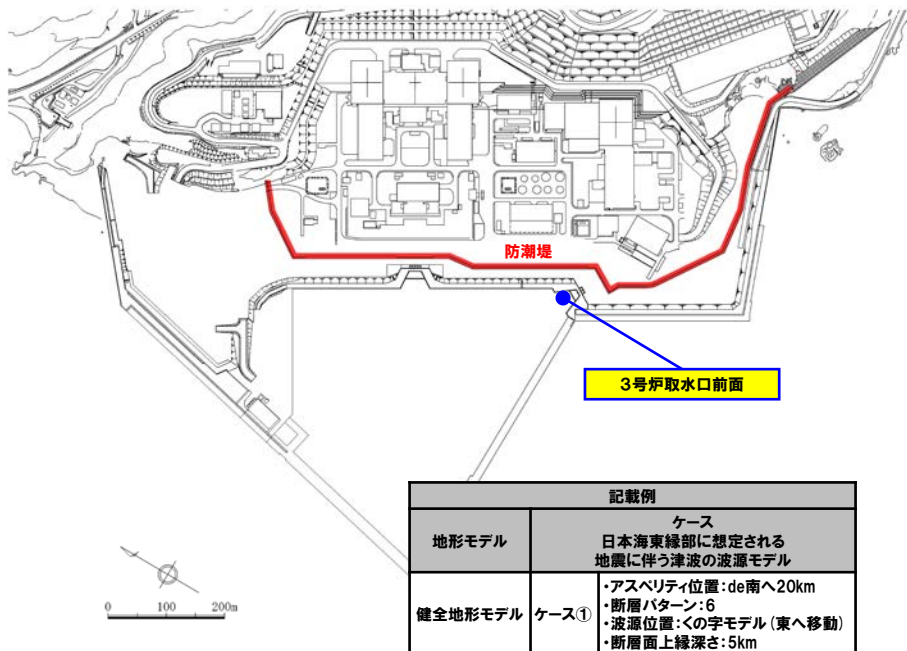 防潮堤
3号炉取水口前面
0 100 200m
記載例
地形モデル
ケース
日本海東縁部に想定される
地震に伴う津波の波源モデル
健全地形モデル
ケース①
・アスペリティ位置:de南へ20km
・断層パターン:6
・波源位置:くの字モデル(東へ移動)
・断層面上縁深さ:5km